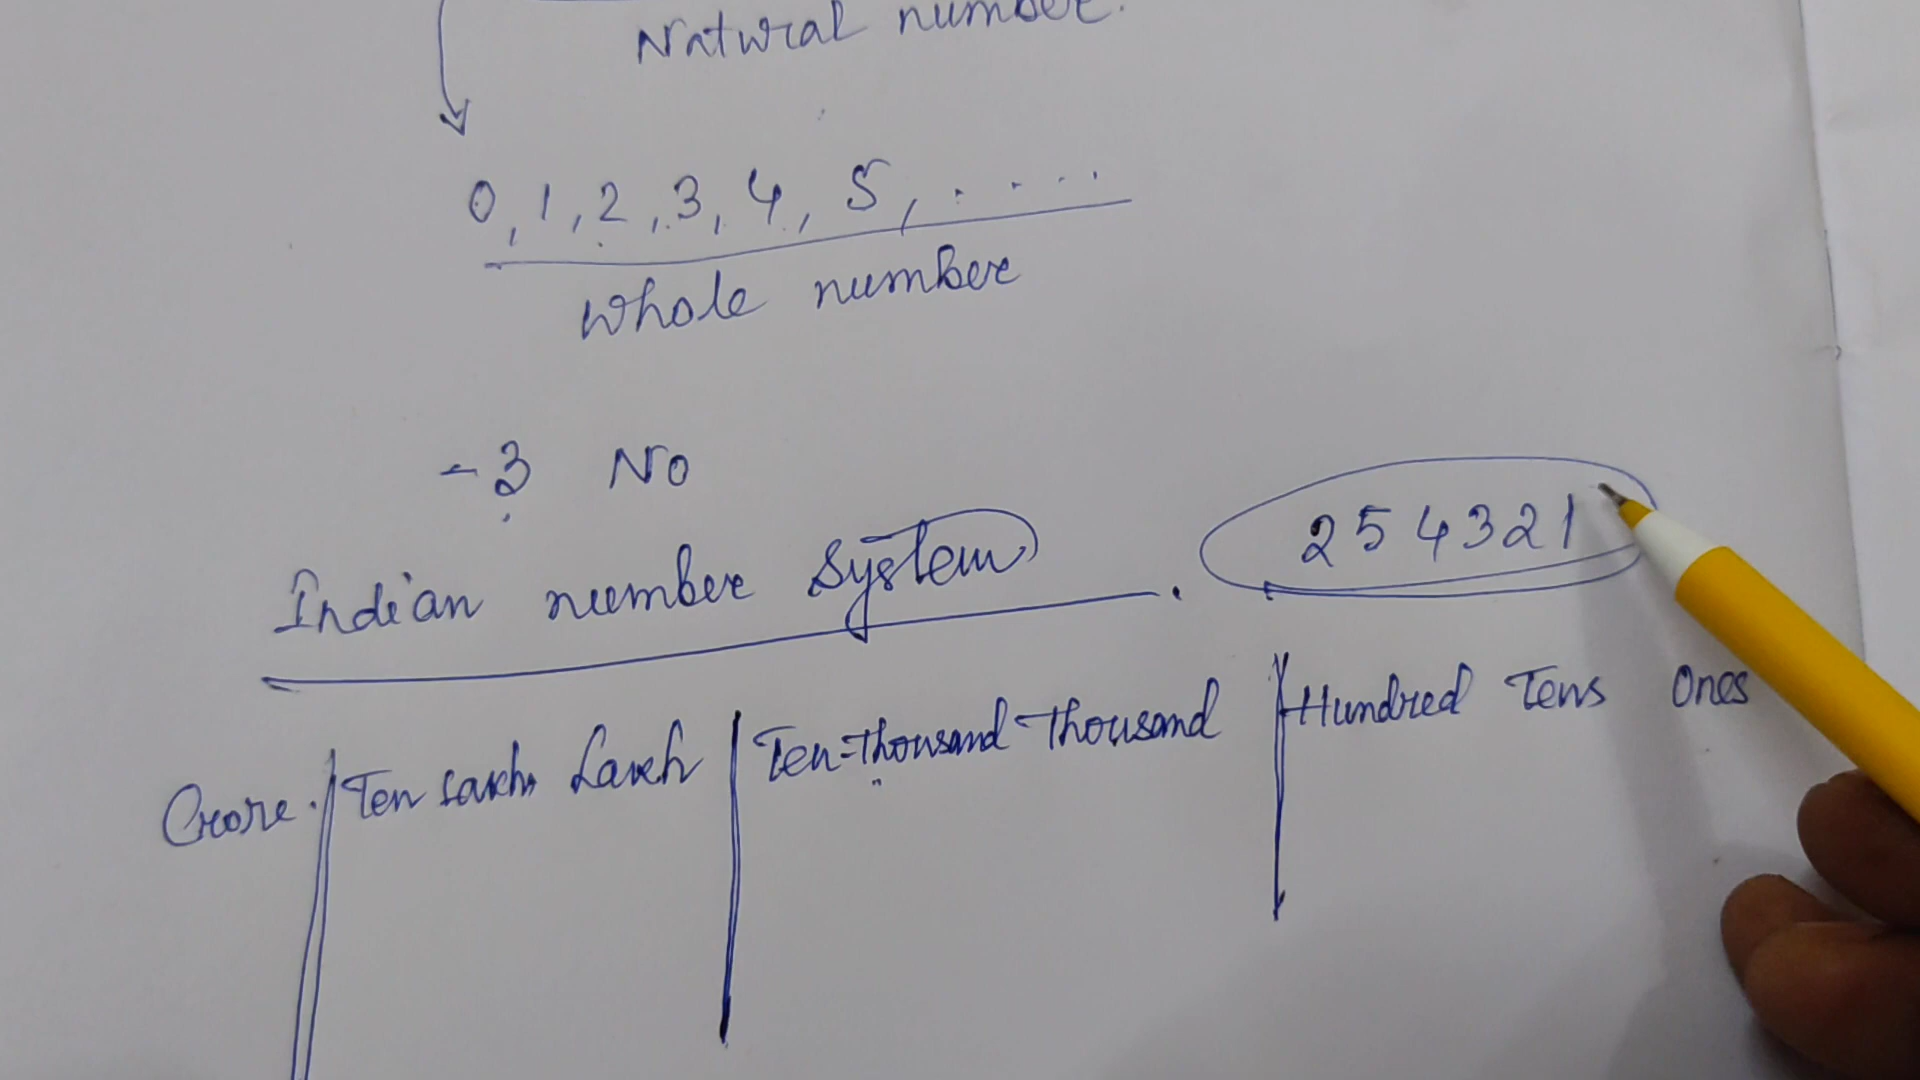 Natural number.
0, 1, 2, 3, 4, 5, . . . .
whole number
-3 No
Indian number system.
254321
Crore. Ten Lakh Lakh Ten-thousand Thousand Hundred Tens Ones